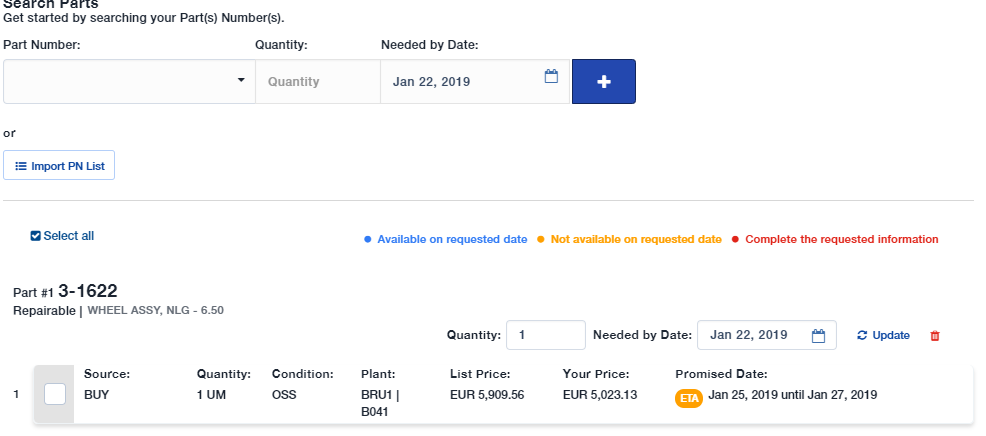 Search Parts
Get started by searching your Part(s) Number(s).
Part Number: Quantity: Needed by Date:
Quantity Jan 22, 2019 +
or
Import PN List
Select all
Available on requested date Not available on requested date Complete the requested information
Part #1 3-1622
Repairable | WHEEL ASSY, NLG - 6.50
Quantity: 1 Needed by Date: Jan 22, 2019 Update
Source: Quantity: Condition: Plant: List Price: Your Price: Promised Date:
1 BUY 1 UM OSS BRU1 | EUR 5,909.56 EUR 5,023.13 ETA Jan 25, 2019 until Jan 27, 2019
B041